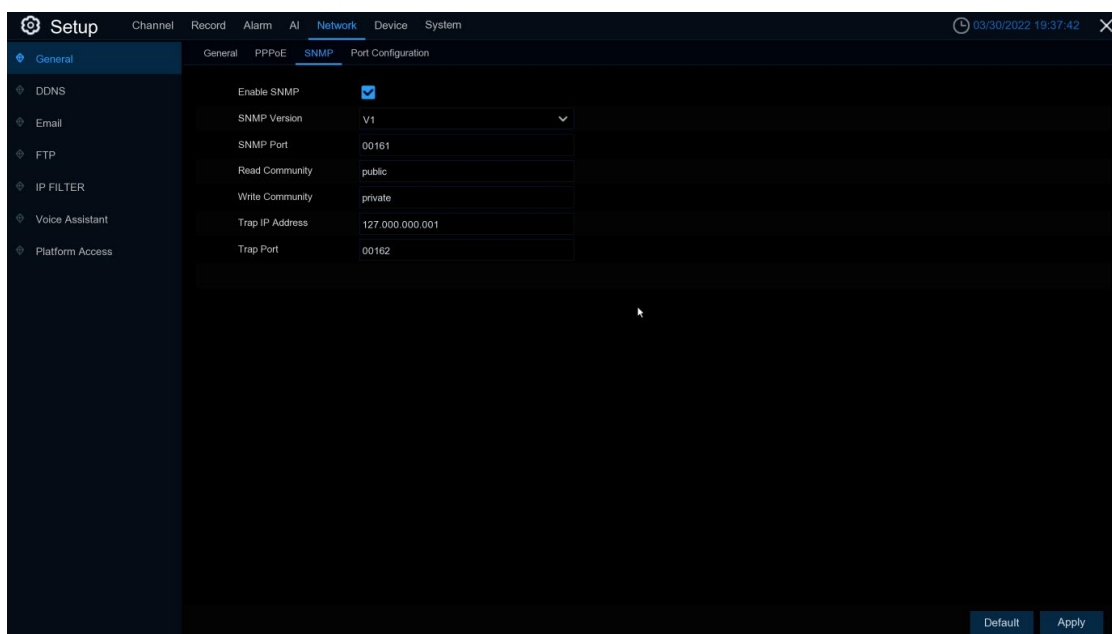 Setup Channel Record Alarm AI Network Device System 03/30/2022 19:37:42
General PPPoE SNMP Port Configuration
General
DDNS
Email
FTP
IP FILTER
Voice Assistant
Platform Access
Enable SNMP
SNMP Version V1
SNMP Port 00161
Read Community public
Write Community private
Trap IP Address 127.000.000.001
Trap Port 00162
Default Apply